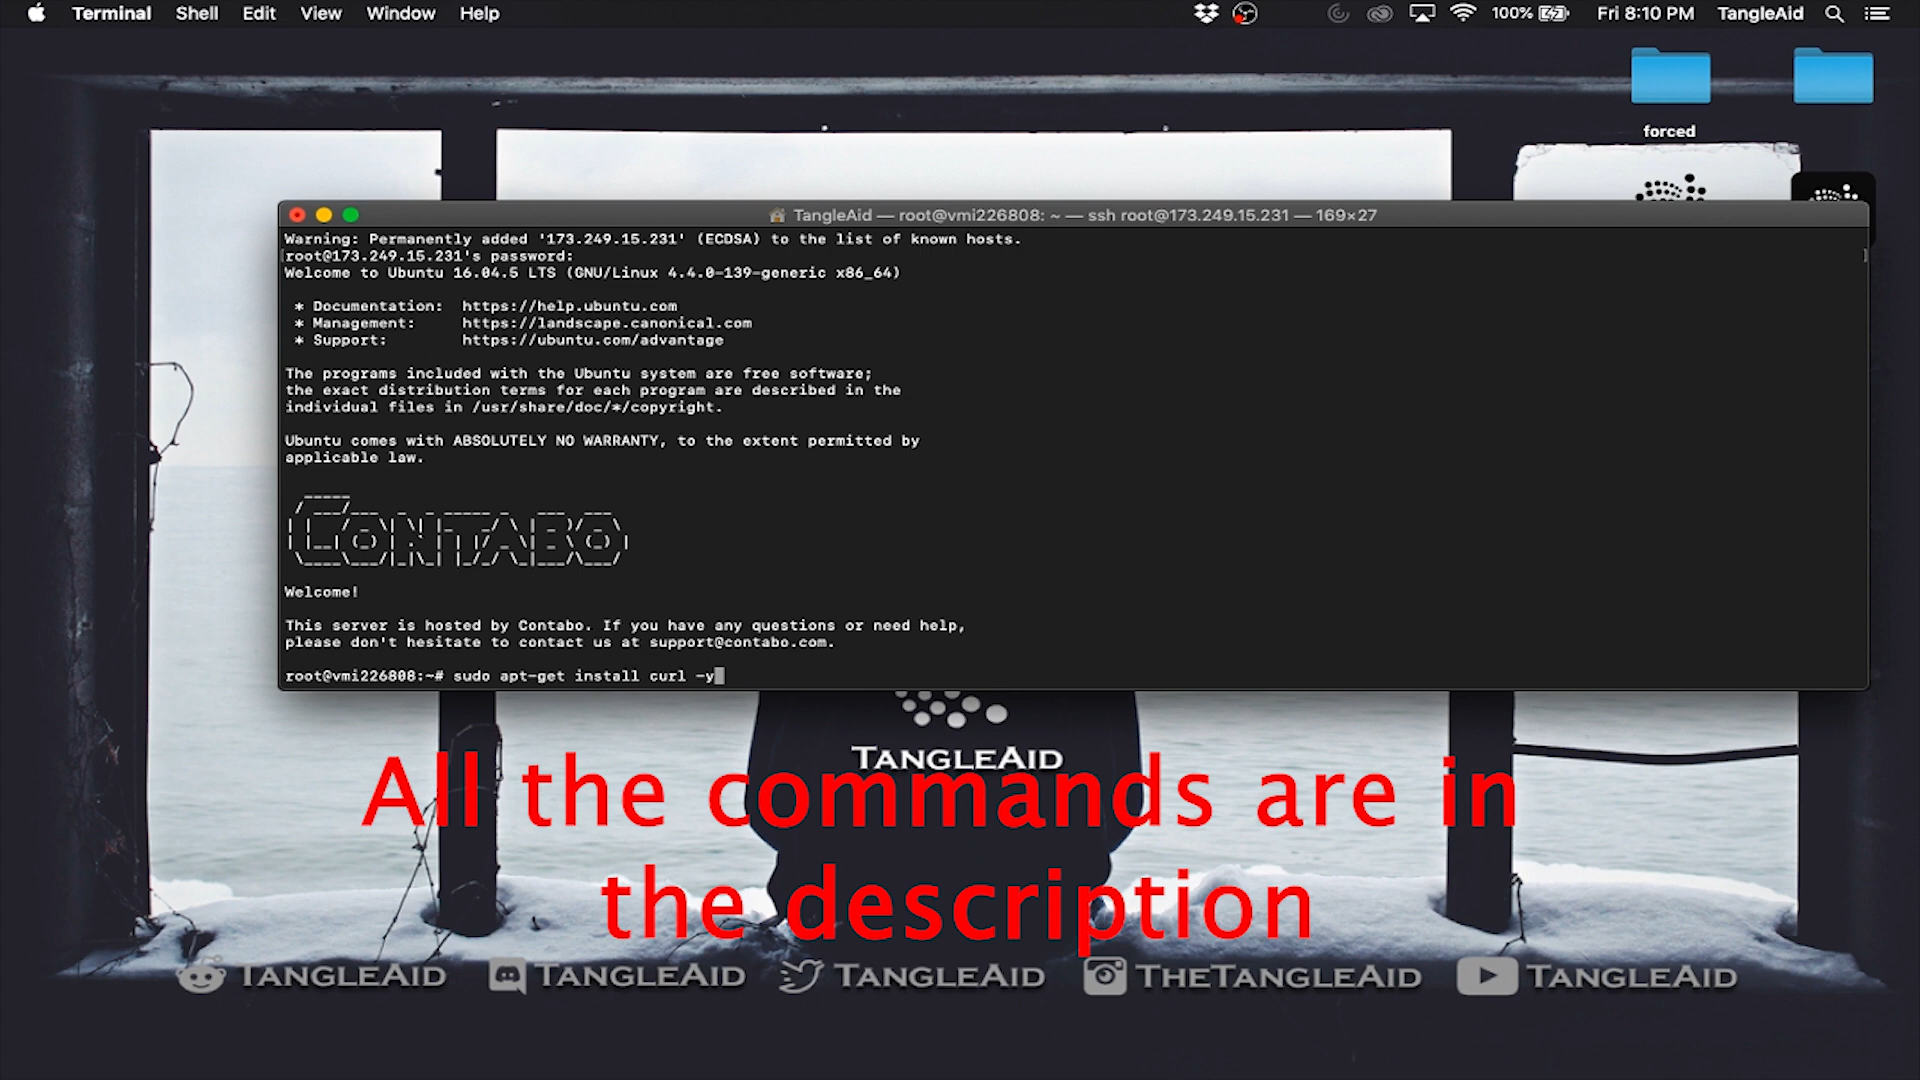 Terminal Shell Edit View Window Help 100% Fri 8:10 PM TangleAid
forced
TangleAid — root@vmi226808: ~ — ssh root@173.249.15.231 — 169×27
Warning: Permanently added '173.249.15.231' (ECDSA) to the list of known hosts.
root@173.249.15.231's password:
Welcome to Ubuntu 16.04.5 LTS (GNU/Linux 4.4.0-139-generic x86_64)
* Documentation: https://help.ubuntu.com
* Management: https://landscape.canonical.com
* Support: https://ubuntu.com/advantage
The programs included with the Ubuntu system are free software;
the exact distribution terms for each program are described in the
individual files in /usr/share/doc/*/copyright.
Ubuntu comes with ABSOLUTELY NO WARRANTY, to the extent permitted by
applicable law.
CONTABO
Welcome!
This server is hosted by Contabo. If you have any questions or need help,
please don't hesitate to contact us at support@contabo.com.
root@vmi226808:~# sudo apt-get install curl -y
TANGLEAID
All the commands are in
the description
TANGLEAID TANGLEAID TANGLEAID THETANGLEAID TANGLEAID